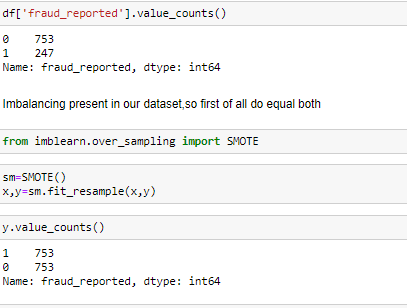 df['fraud_reported'].value_counts()
0    753
1    247
Name: fraud_reported, dtype: int64
Imbalancing present in our dataset,so first of all do equal both
from imblearn.over_sampling import SMOTE
sm=SMOTE()
x,y=sm.fit_resample(x,y)
y.value_counts()
1    753
0    753
Name: fraud_reported, dtype: int64